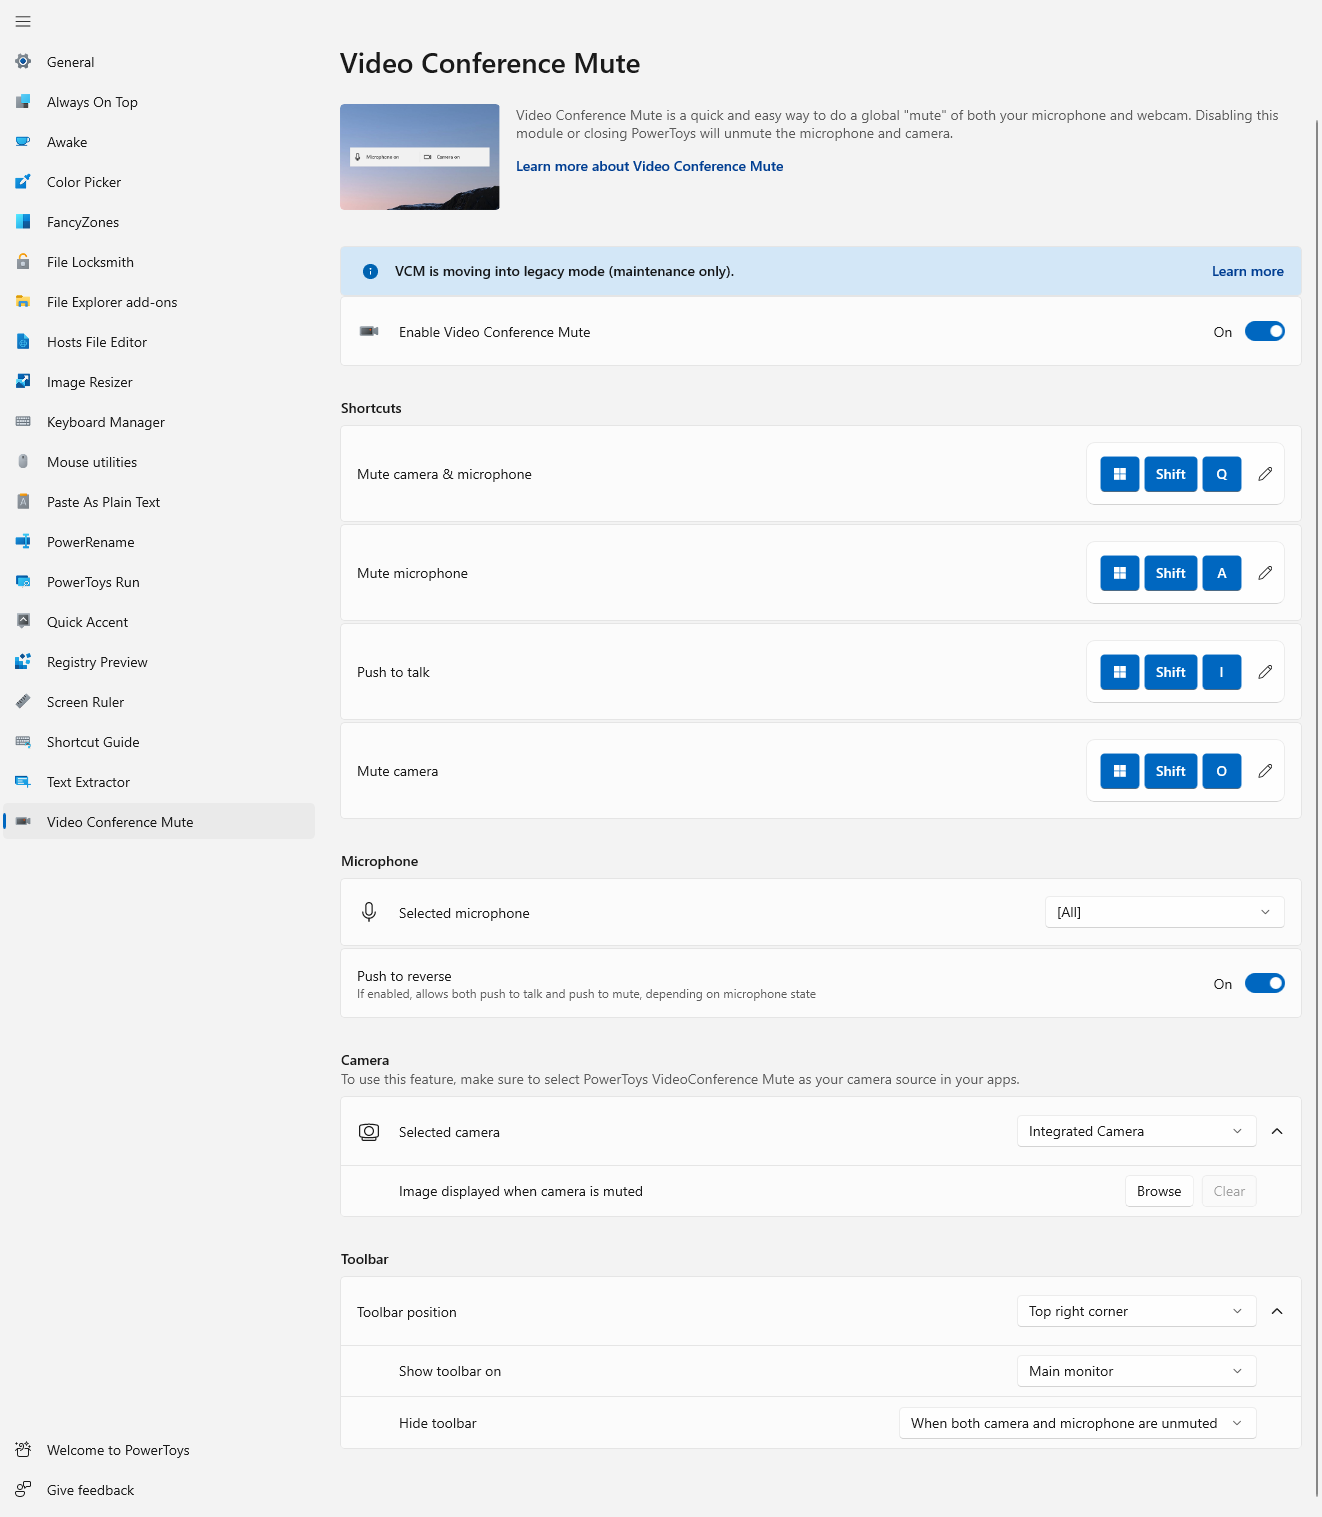 General
Always On Top
Awake
Color Picker
FancyZones
File Locksmith
File Explorer add-ons
Hosts File Editor
Image Resizer
Keyboard Manager
Mouse utilities
Paste As Plain Text
PowerRename
PowerToys Run
Quick Accent
Registry Preview
Screen Ruler
Shortcut Guide
Text Extractor
Video Conference Mute
Welcome to PowerToys
Give feedback
Video Conference Mute
Microphone on
Camera on
Video Conference Mute is a quick and easy way to do a global "mute" of both your microphone and webcam. Disabling this
module or closing PowerToys will unmute the microphone and camera.
Learn more about Video Conference Mute
VCM is moving into legacy mode (maintenance only).
Learn more
Enable Video Conference Mute
On
Shortcuts
Mute camera & microphone
Shift
Q
Mute microphone
Shift
A
Push to talk
Shift
I
Mute camera
Shift
O
Microphone
Selected microphone
[All]
Push to reverse
If enabled, allows both push to talk and push to mute, depending on microphone state
On
Camera
To use this feature, make sure to select PowerToys VideoConference Mute as your camera source in your apps.
Selected camera
Integrated Camera
Image displayed when camera is muted
Browse
Clear
Toolbar
Toolbar position
Top right corner
Show toolbar on
Main monitor
Hide toolbar
When both camera and microphone are unmuted